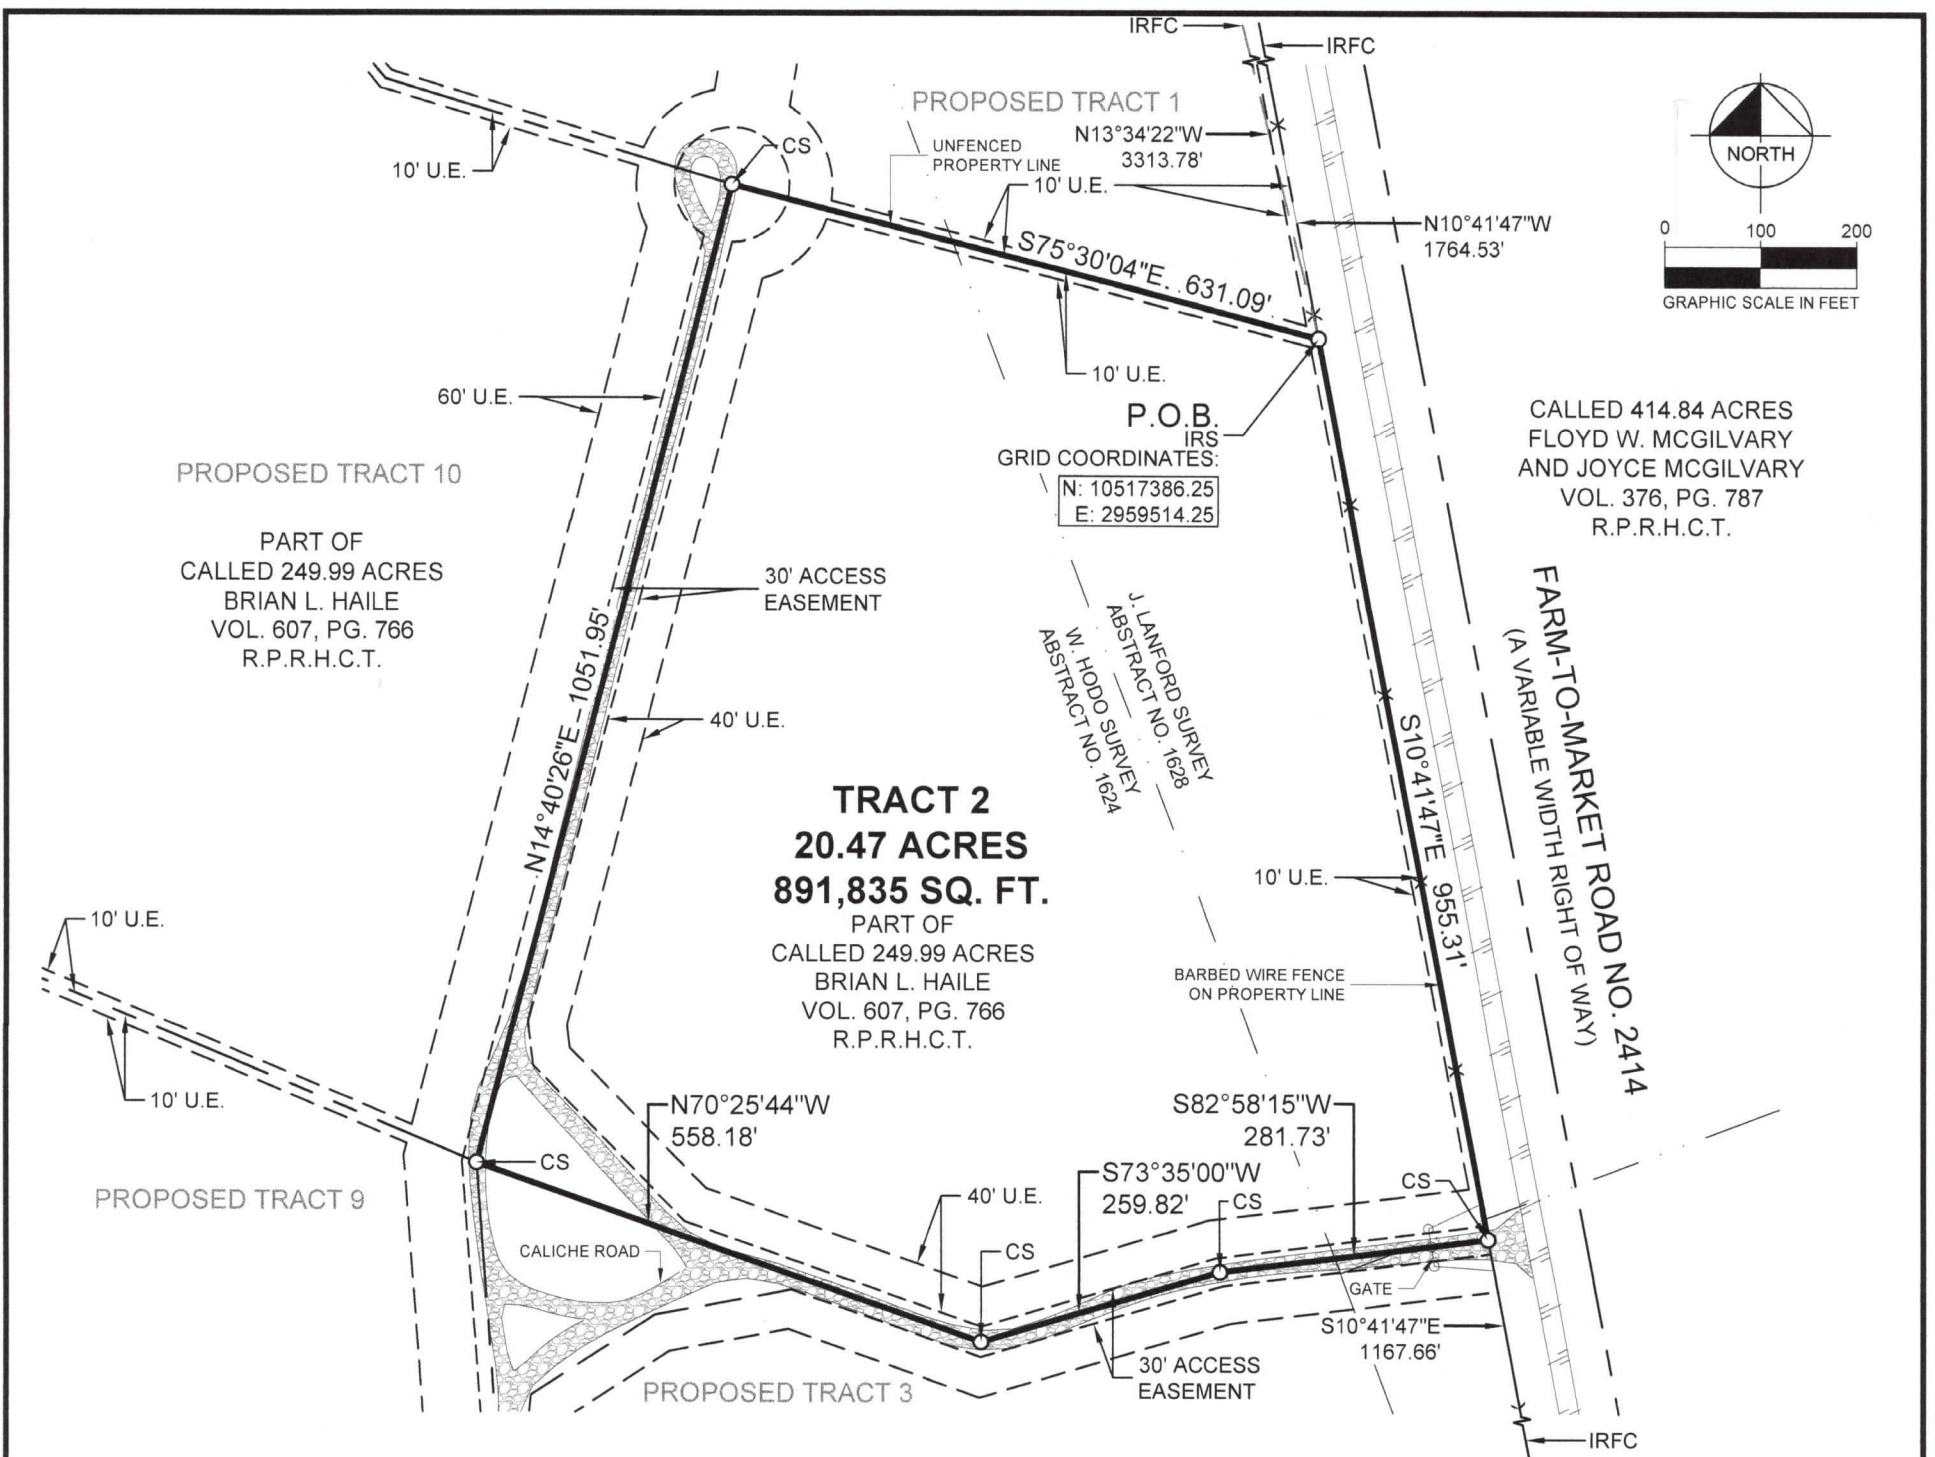 IRFC
IRFC
PROPOSED TRACT 1
N13°34'22"W
3313.78'
CS
UNFENCED
PROPERTY LINE
10' U.E.
10' U.E.
NORTH
N10°41'47"W
1764.53'
0 100 200
GRAPHIC SCALE IN FEET
S75°30'04"E 631.09'
10' U.E.
60' U.E.
P.O.B.
IRS
GRID COORDINATES:
N: 10517386.25
E: 2959514.25
CALLED 414.84 ACRES
FLOYD W. MCGILVARY
AND JOYCE MCGILVARY
VOL. 376, PG. 787
R.P.R.H.C.T.
PROPOSED TRACT 10
PART OF
CALLED 249.99 ACRES
BRIAN L. HAILE
VOL. 607, PG. 766
R.P.R.H.C.T.
30' ACCESS
EASEMENT
N14°40'26"E 1051.95'
40' U.E.
J. LANFORD SURVEY
ABSTRACT NO. 1628
W. HODO SURVEY
ABSTRACT NO. 1624
FARM-TO-MARKET ROAD NO. 2414
(A VARIABLE WIDTH RIGHT OF WAY)
S10°41'47"E 955.31'
TRACT 2
20.47 ACRES
891,835 SQ. FT.
PART OF
CALLED 249.99 ACRES
BRIAN L. HAILE
VOL. 607, PG. 766
R.P.R.H.C.T.
10' U.E.
BARBED WIRE FENCE
ON PROPERTY LINE
10' U.E.
10' U.E.
N70°25'44"W
558.18'
S82°58'15"W
281.73'
CS
S73°35'00"W
259.82'
CS
CS
40' U.E.
PROPOSED TRACT 9
CALICHE ROAD
CS
GATE
S10°41'47"E
1167.66'
30' ACCESS
EASEMENT
PROPOSED TRACT 3
IRFC